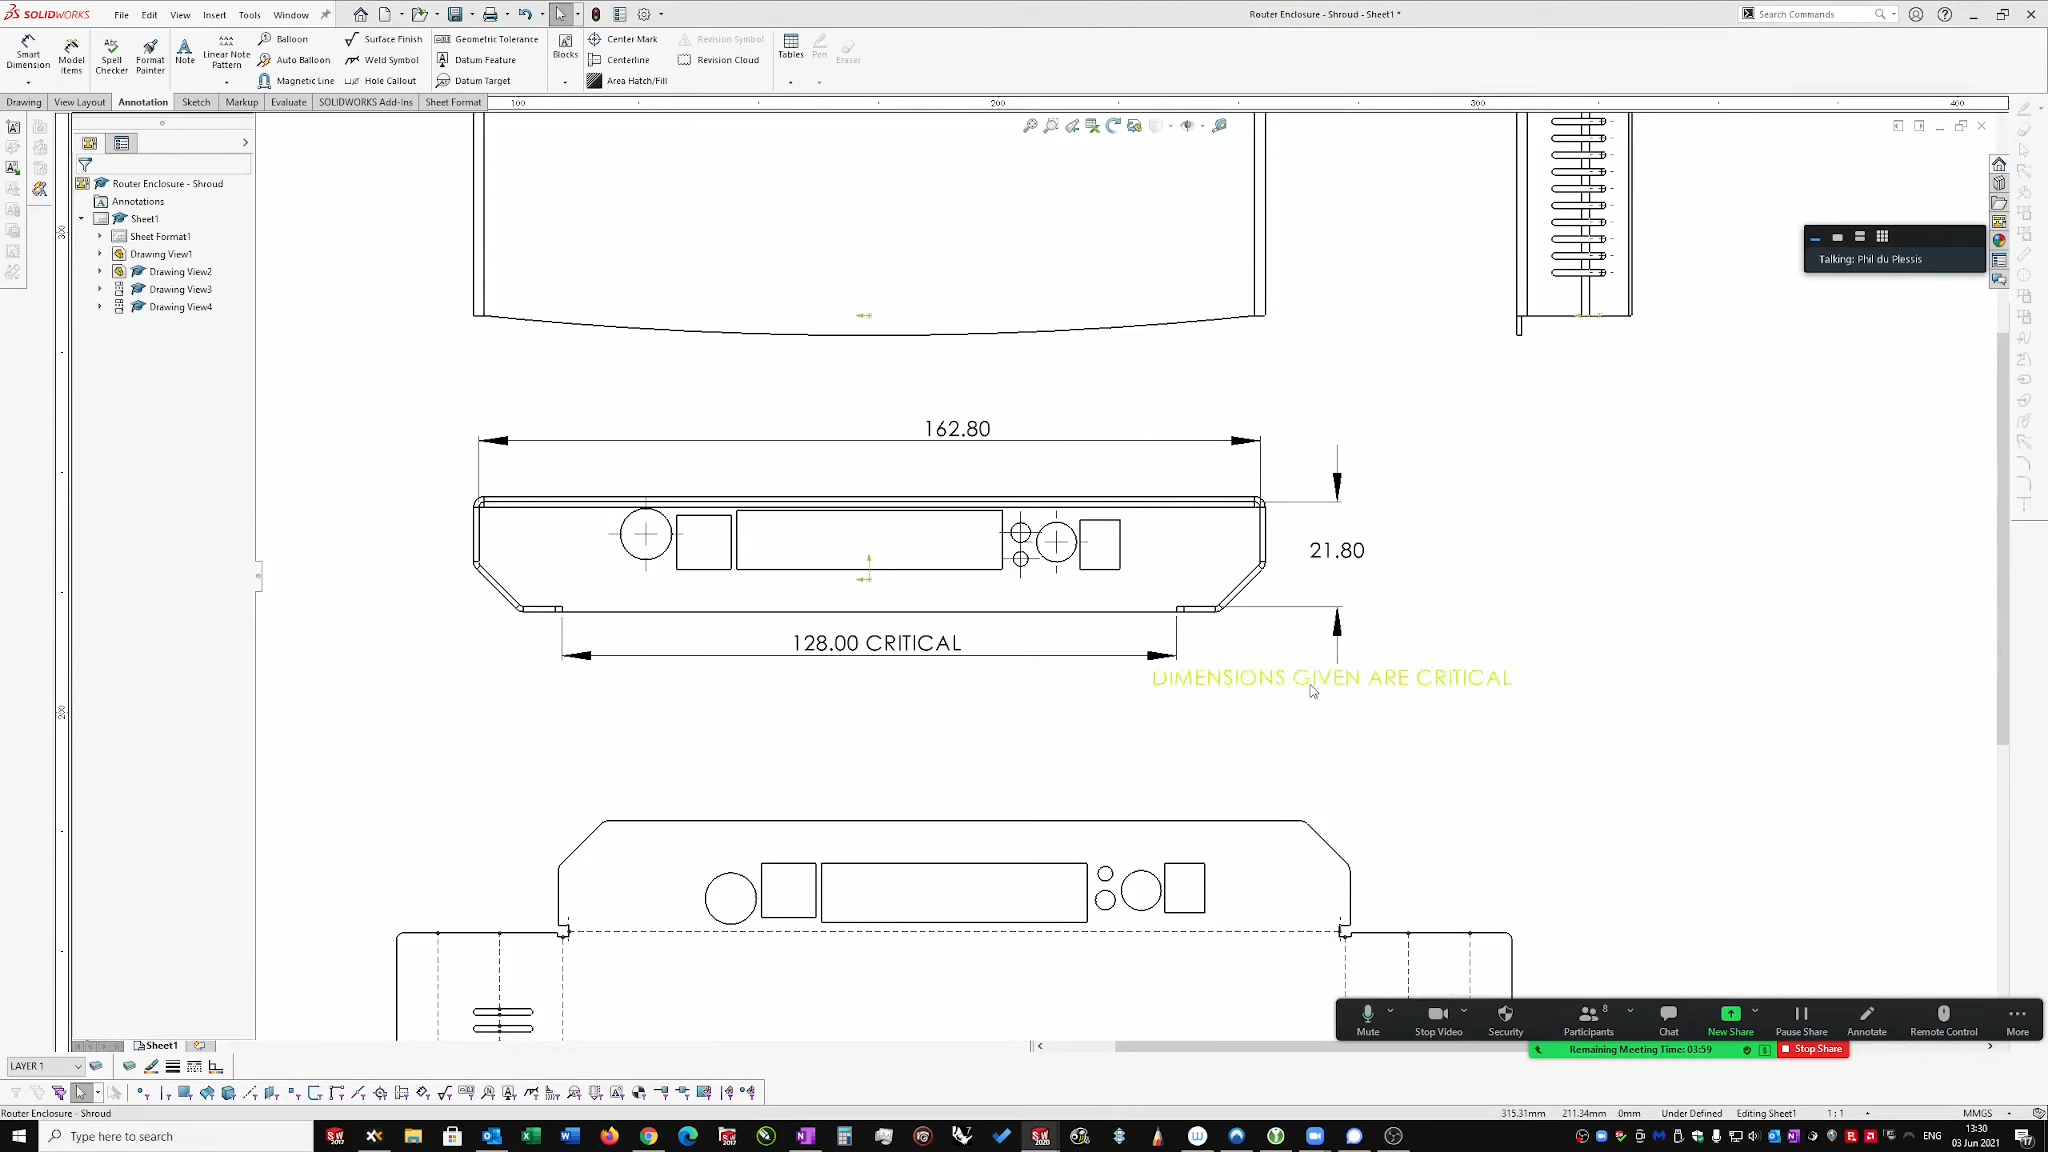 SOLIDWORKS
File Edit View Insert Tools Window
Router Enclosure - Shroud - Sheet1 *
Search Commands
Smart Dimension
Model Items
Spell Checker
Format Painter
Note
Linear Note Pattern
Balloon
Auto Balloon
Magnetic Line
Surface Finish
Weld Symbol
Hole Callout
Geometric Tolerance
Datum Feature
Datum Target
Blocks
Center Mark
Centerline
Area Hatch/Fill
Revision Symbol
Revision Cloud
Tables
Pen
Eraser
Drawing View Layout Annotation Sketch Markup Evaluate SOLIDWORKS Add-Ins Sheet Format
100 200 300 400
Router Enclosure - Shroud
Annotations
Sheet1
Sheet Format1
Drawing View1
Drawing View2
Drawing View3
Drawing View4
300
200
Talking: Phil du Plessis
162.80
21.80
128.00 CRITICAL
DIMENSIONS GIVEN ARE CRITICAL
8
Mute Stop Video Security Participants Chat New Share Pause Share Annotate Remote Control More
Remaining Meeting Time: 03:59 Stop Share
Sheet1
LAYER 1
Router Enclosure - Shroud
315.31mm 211.34mm 0mm Under Defined Editing Sheet1 1 : 1 MMGS
Type here to search
ENG
13:30
03 Jun 2021